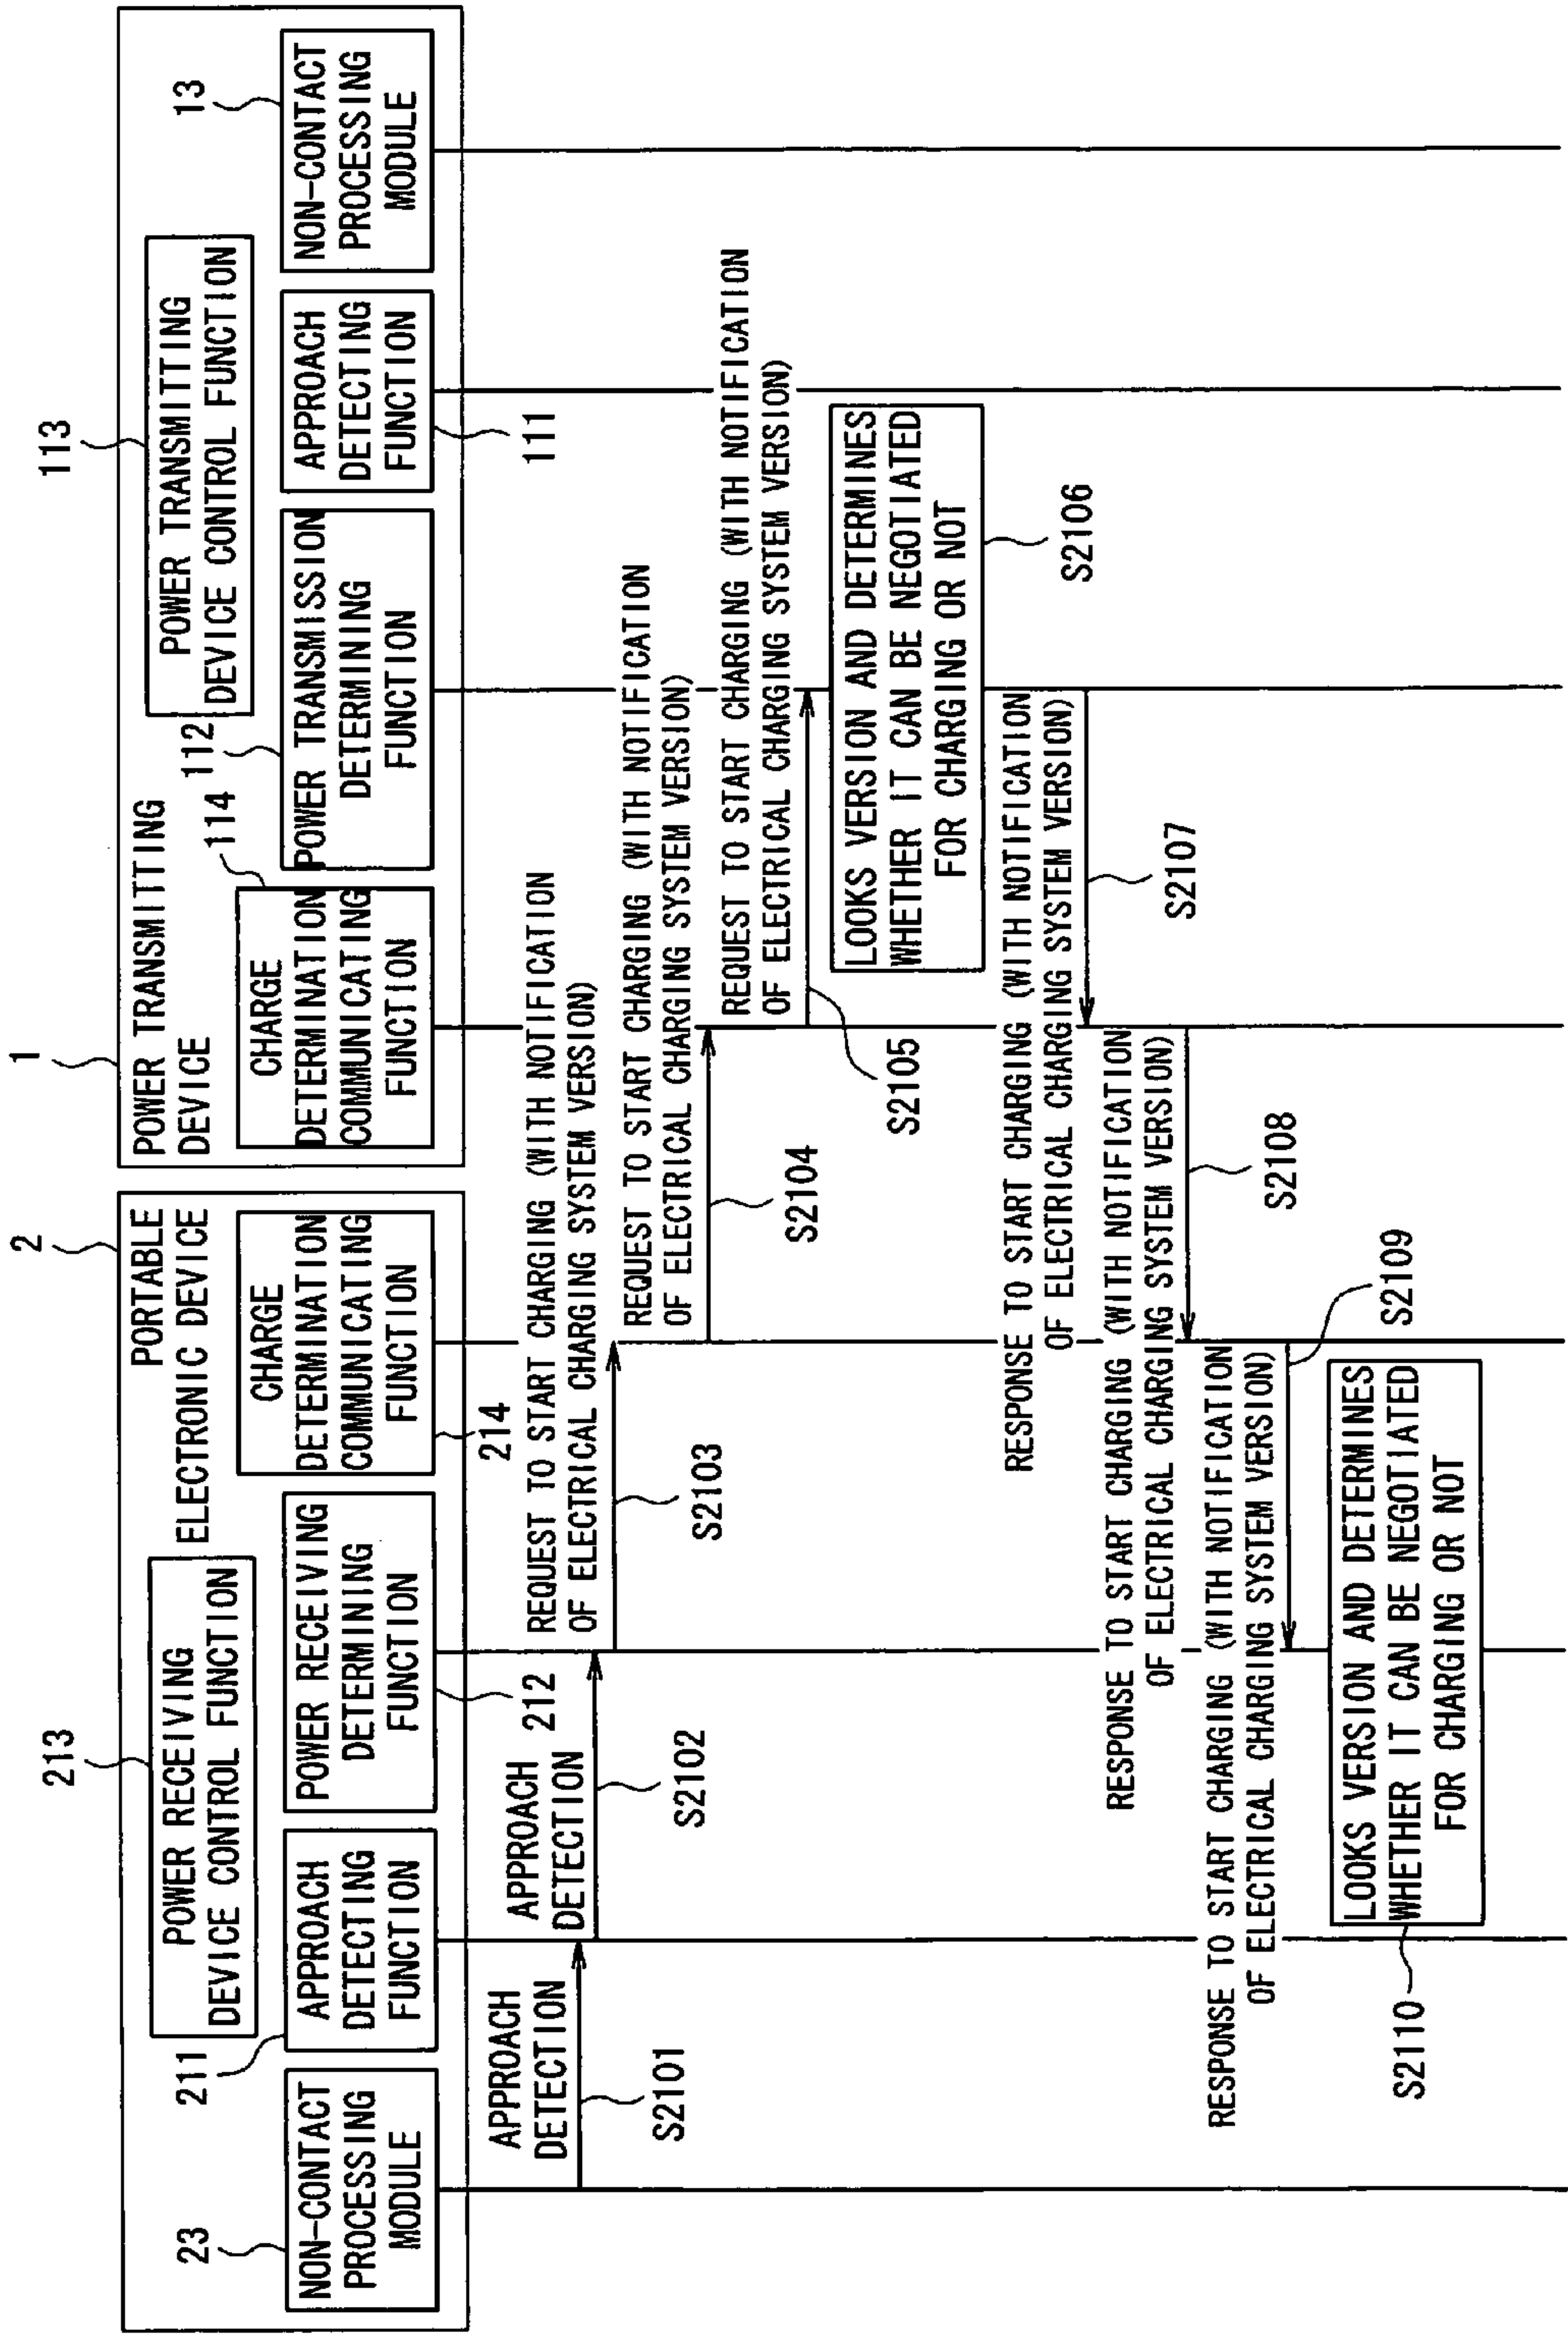 2
PORTABLE
ELECTRONIC DEVICE
213
POWER RECEIVING
DEVICE CONTROL FUNCTION
23
NON-CONTACT
PROCESSING
MODULE
211
APPROACH
DETECTING
FUNCTION
POWER RECEIVING
DETERMINING
FUNCTION
212
CHARGE
DETERMINATION
COMMUNICATING
FUNCTION
214
1
POWER TRANSMITTING
DEVICE
113
POWER TRANSMITTING
DEVICE CONTROL FUNCTION
114
CHARGE
DETERMINATION
COMMUNICATING
FUNCTION
112
POWER TRANSMISSION
DETERMINING
FUNCTION
APPROACH
DETECTING
FUNCTION
111
13
NON-CONTACT
PROCESSING
MODULE
APPROACH
DETECTION
S2101
APPROACH
DETECTION
S2102
REQUEST TO START CHARGING (WITH NOTIFICATION
OF ELECTRICAL CHARGING SYSTEM VERSION)
S2103
REQUEST TO START CHARGING (WITH NOTIFICATION
OF ELECTRICAL CHARGING SYSTEM VERSION)
S2104
REQUEST TO START CHARGING (WITH NOTIFICATION
OF ELECTRICAL CHARGING SYSTEM VERSION)
S2105
LOOKS VERSION AND DETERMINES
WHETHER IT CAN BE NEGOTIATED
FOR CHARGING OR NOT
S2106
RESPONSE TO START CHARGING (WITH NOTIFICATION
OF ELECTRICAL CHARGING SYSTEM VERSION)
S2107
RESPONSE TO START CHARGING (WITH NOTIFICATION
OF ELECTRICAL CHARGING SYSTEM VERSION)
S2108
RESPONSE TO START CHARGING (WITH NOTIFICATION
OF ELECTRICAL CHARGING SYSTEM VERSION)
S2109
LOOKS VERSION AND DETERMINES
WHETHER IT CAN BE NEGOTIATED
FOR CHARGING OR NOT
S2110